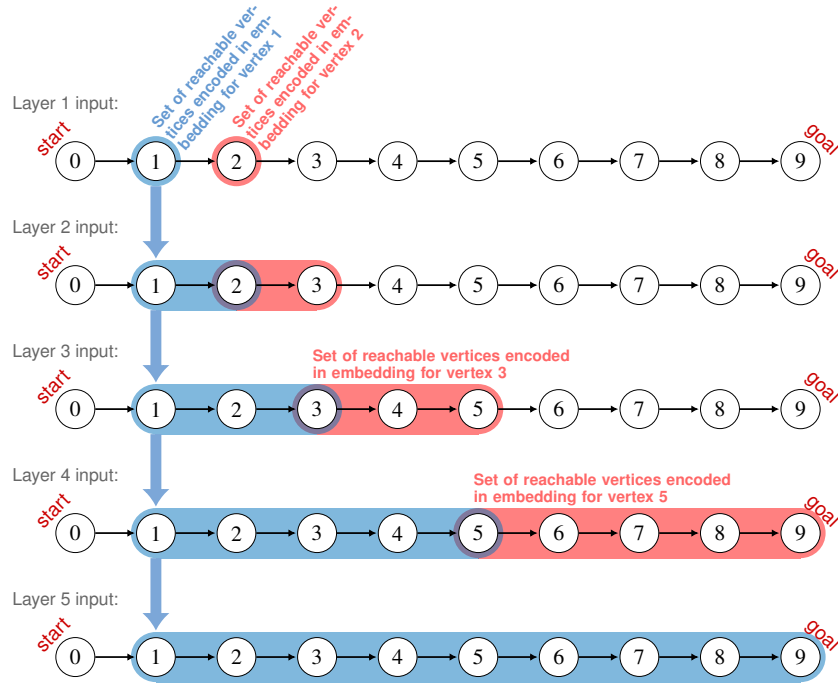 Set of reachable ver-
tices encoded in em-
bedding for vertex 1
Set of reachable ver-
tices encoded in em-
bedding for vertex 2
Layer 1 input:
start
goal
0 1 2 3 4 5 6 7 8 9
Layer 2 input:
start
goal
0 1 2 3 4 5 6 7 8 9
Layer 3 input:
Set of reachable vertices encoded
in embedding for vertex 3
start
goal
0 1 2 3 4 5 6 7 8 9
Layer 4 input:
Set of reachable vertices encoded
in embedding for vertex 5
start
goal
0 1 2 3 4 5 6 7 8 9
Layer 5 input:
start
goal
0 1 2 3 4 5 6 7 8 9